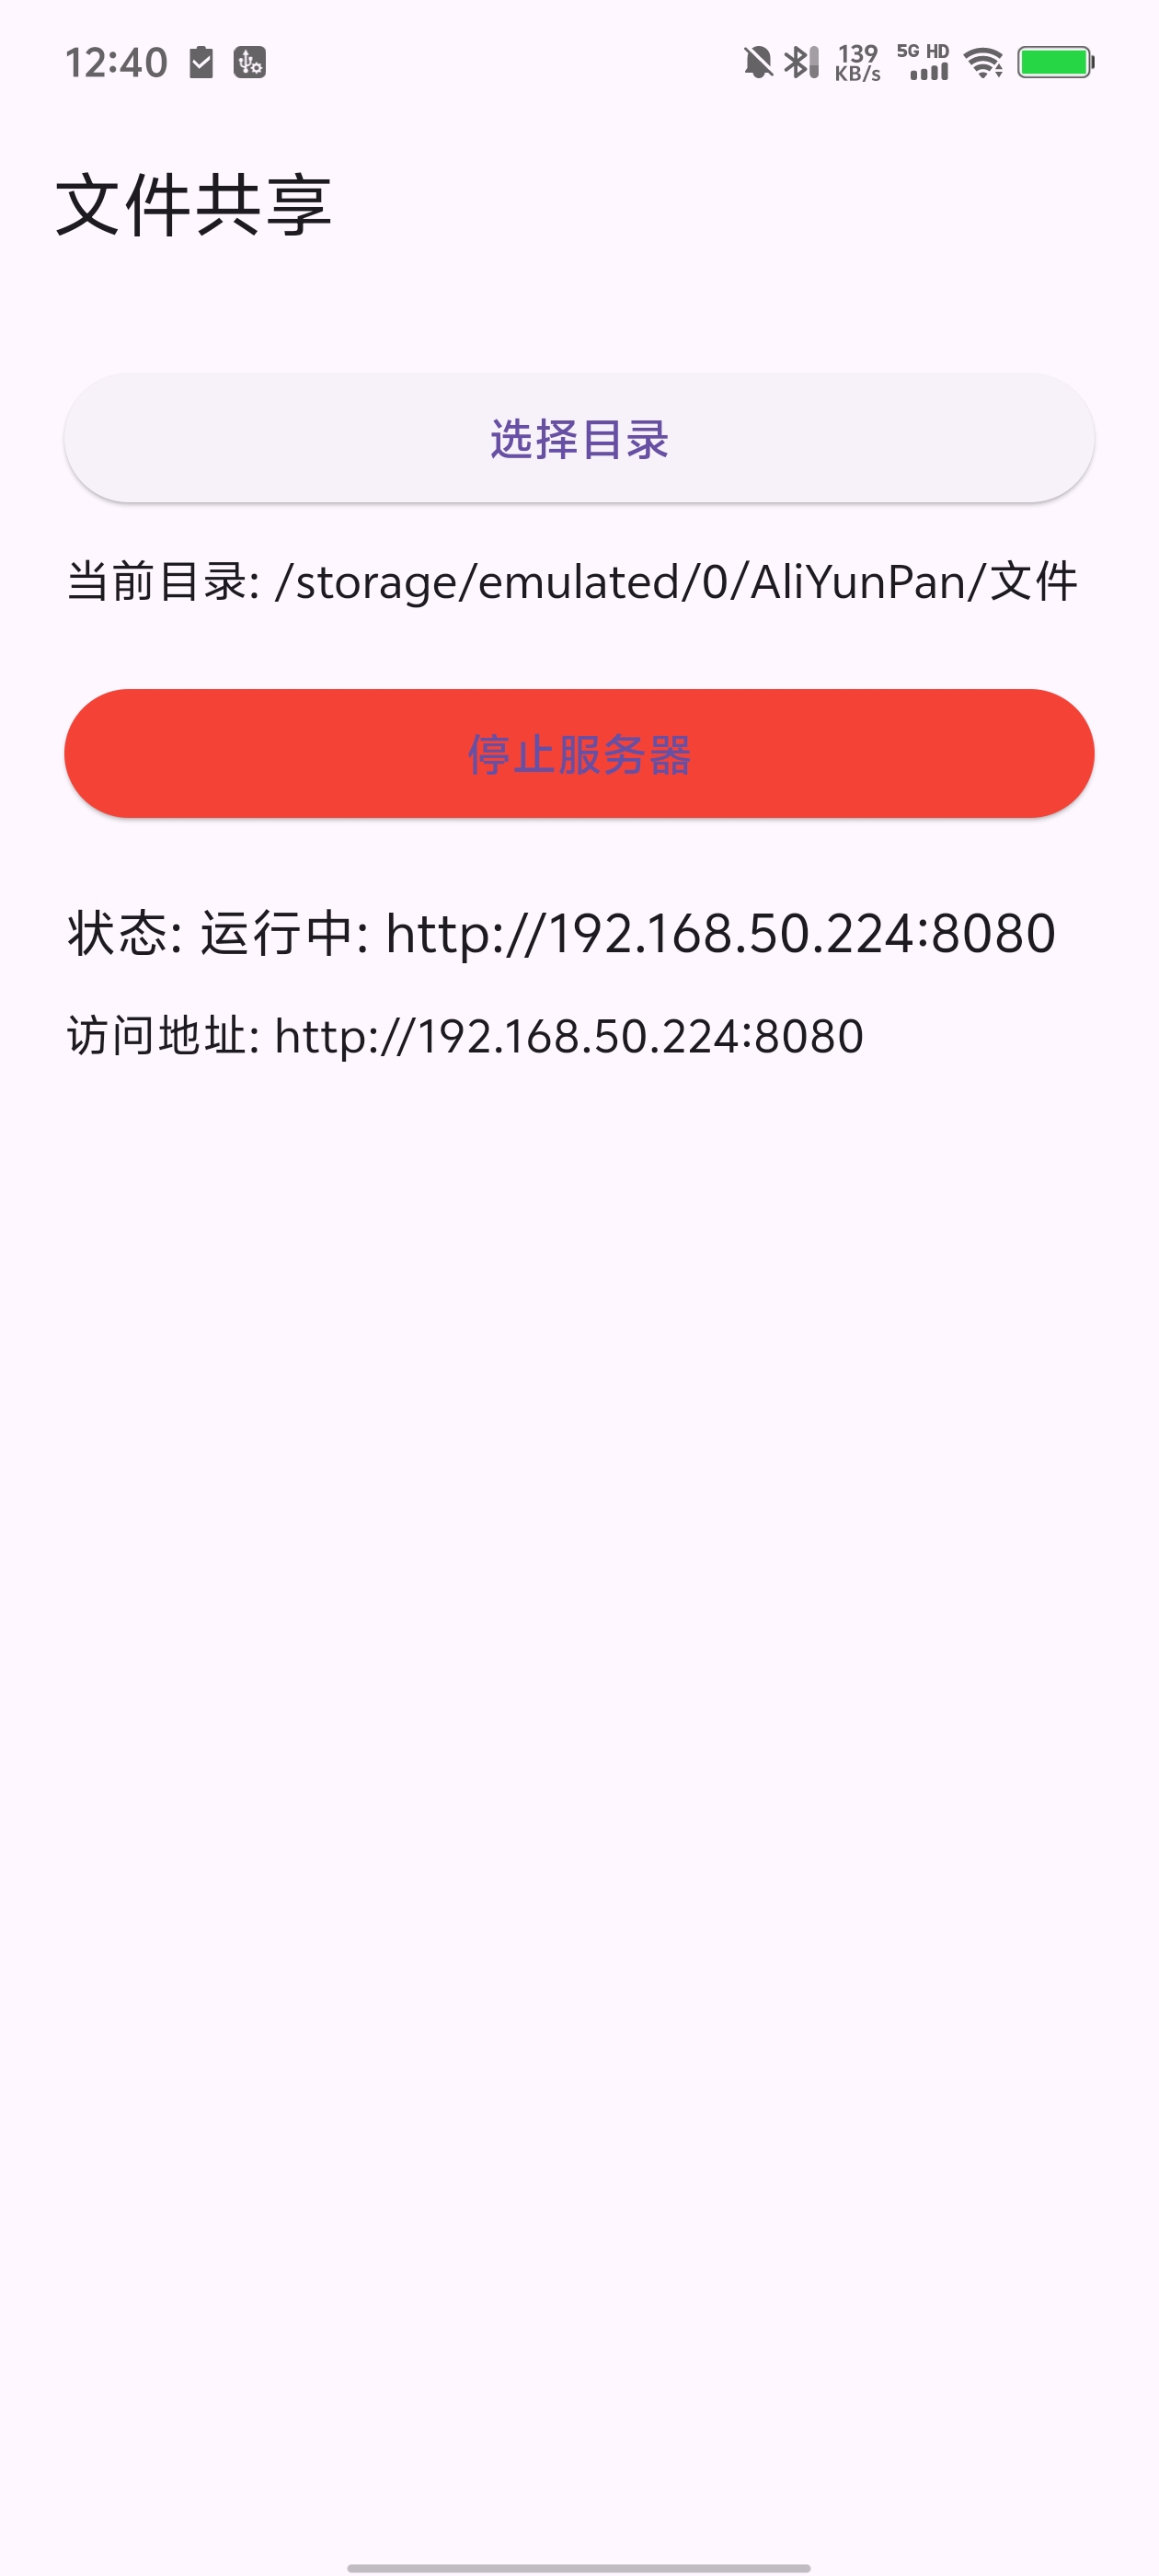 12:40 139 KB/s 5G HD
文件共享
选择目录
当前目录: /storage/emulated/0/AliYunPan/文件
停止服务器
状态: 运行中: http://192.168.50.224:8080
访问地址: http://192.168.50.224:8080